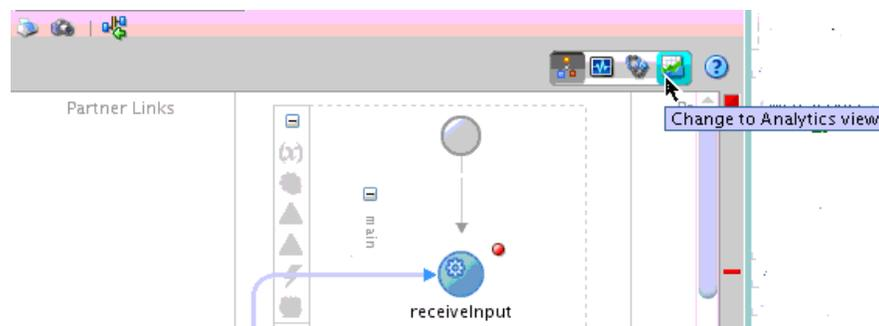 Partner Links
Change to Analytics view
(x)
main
receiveInput